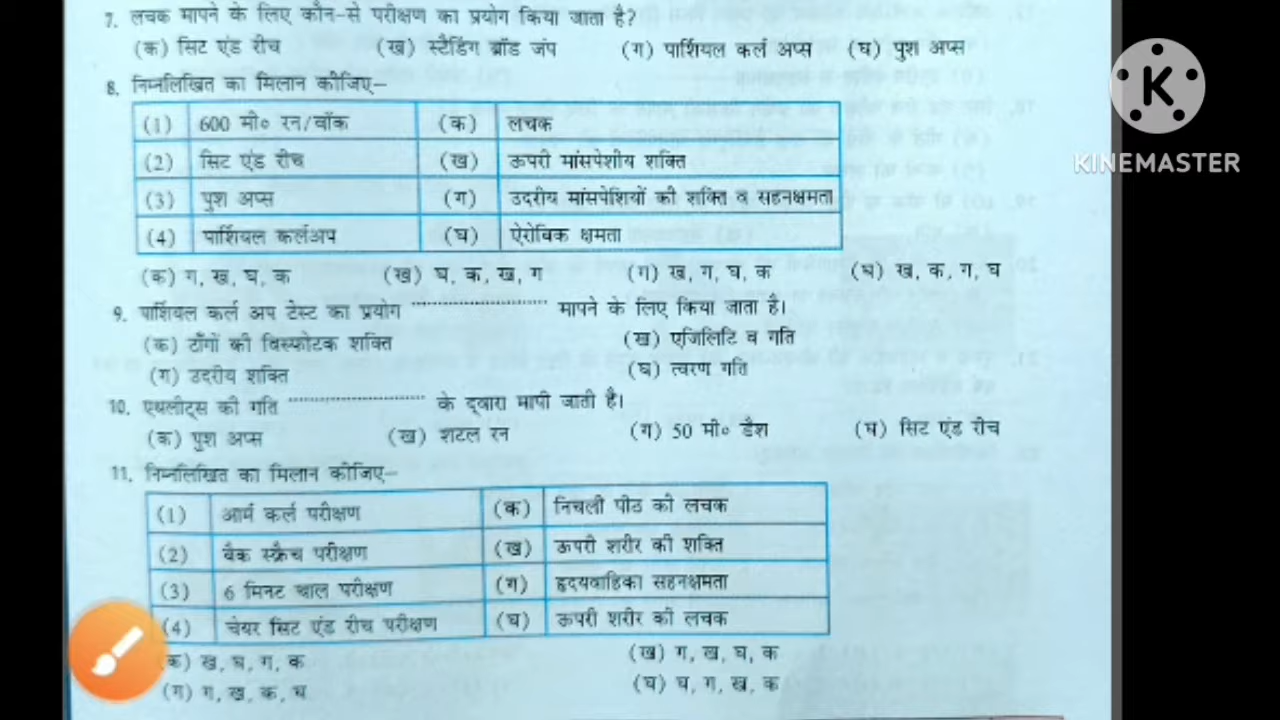 7. लचक मापने के लिए कौन-से परीक्षण का प्रयोग किया जाता है?
(क) सिट एंड रीच (ख) स्टैडिंग ब्रॉड जंप (ग) पार्शियल कर्ल अप्स (घ) पुश अप्स
8. निम्नलिखित का मिलान कीजिए–
(1) 600 मी० रन/वॉक (क) लचक
(2) सिट एंड रीच (ख) ऊपरी मांसपेशीय शक्ति
(3) पुश अप्स (ग) उदरीय मांसपेशियों की शक्ति व सहनक्षमता
(4) पार्शियल कर्लअप (घ) ऐरोबिक क्षमता
(क) ग, ख, घ, क (ख) घ, क, ख, ग (ग) ख, ग, घ, क (घ) ख, क, ग, घ
9. पार्शियल कर्ल अप टेस्ट का प्रयोग .............................. मापने के लिए किया जाता है।
(क) टाँगों की विस्फोटक शक्ति (ख) एजिलिटि व गति
(ग) उदरीय शक्ति (घ) त्वरण गति
10. एथलीट्स की गति .............................. के द्वारा मापी जाती है।
(क) पुश अप्स (ख) शटल रन (ग) 50 मी० डैश (घ) सिट एंड रीच
11. निम्नलिखित का मिलान कीजिए–
(1) आर्म कर्ल परीक्षण (क) निचली पीठ की लचक
(2) बैक स्क्रैच परीक्षण (ख) ऊपरी शरीर की शक्ति
(3) 6 मिनट चाल परीक्षण (ग) हृदयवाहिका सहनक्षमता
(4) चेयर सिट एंड रीच परीक्षण (घ) ऊपरी शरीर की लचक
(क) ख, घ, ग, क (ख) ग, ख, घ, क
(ग) ग, ख, क, घ (घ) घ, ग, ख, क
K
KINEMASTER